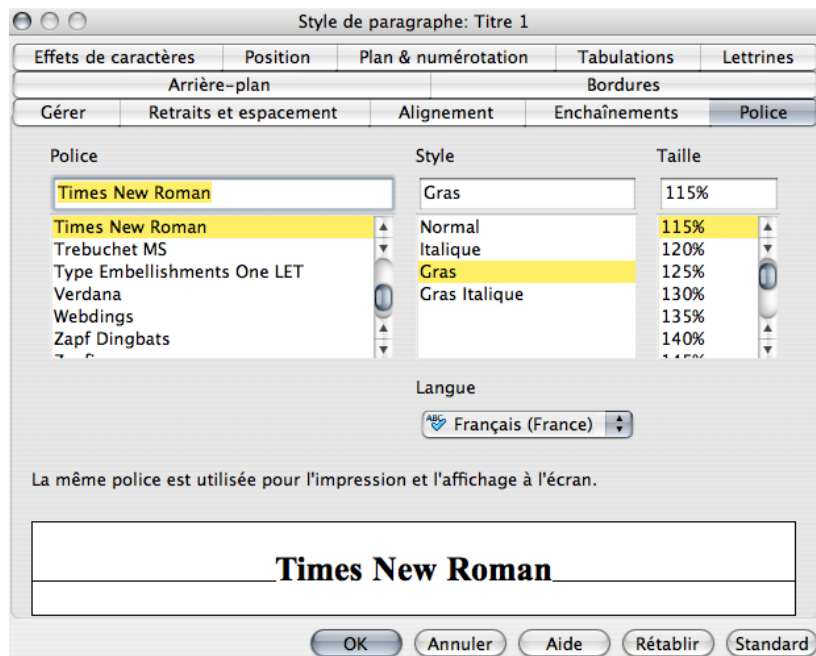 Style de paragraphe: Titre 1
Effets de caractères Position Plan & numérotation Tabulations Lettrines
Arrière-plan Bordures
Gérer Retraits et espacement Alignement Enchaînements Police
Police Style Taille
Times New Roman Gras 115%
Times New Roman Normal 115%
Trebuchet MS Italique 120%
Type Embellishments One LET Gras 125%
Verdana Gras Italique 130%
Webdings 135%
Zapf Dingbats 140%
Langue
ABC Français (France)
La même police est utilisée pour l'impression et l'affichage à l'écran.
Times New Roman
OK Annuler Aide Rétablir Standard